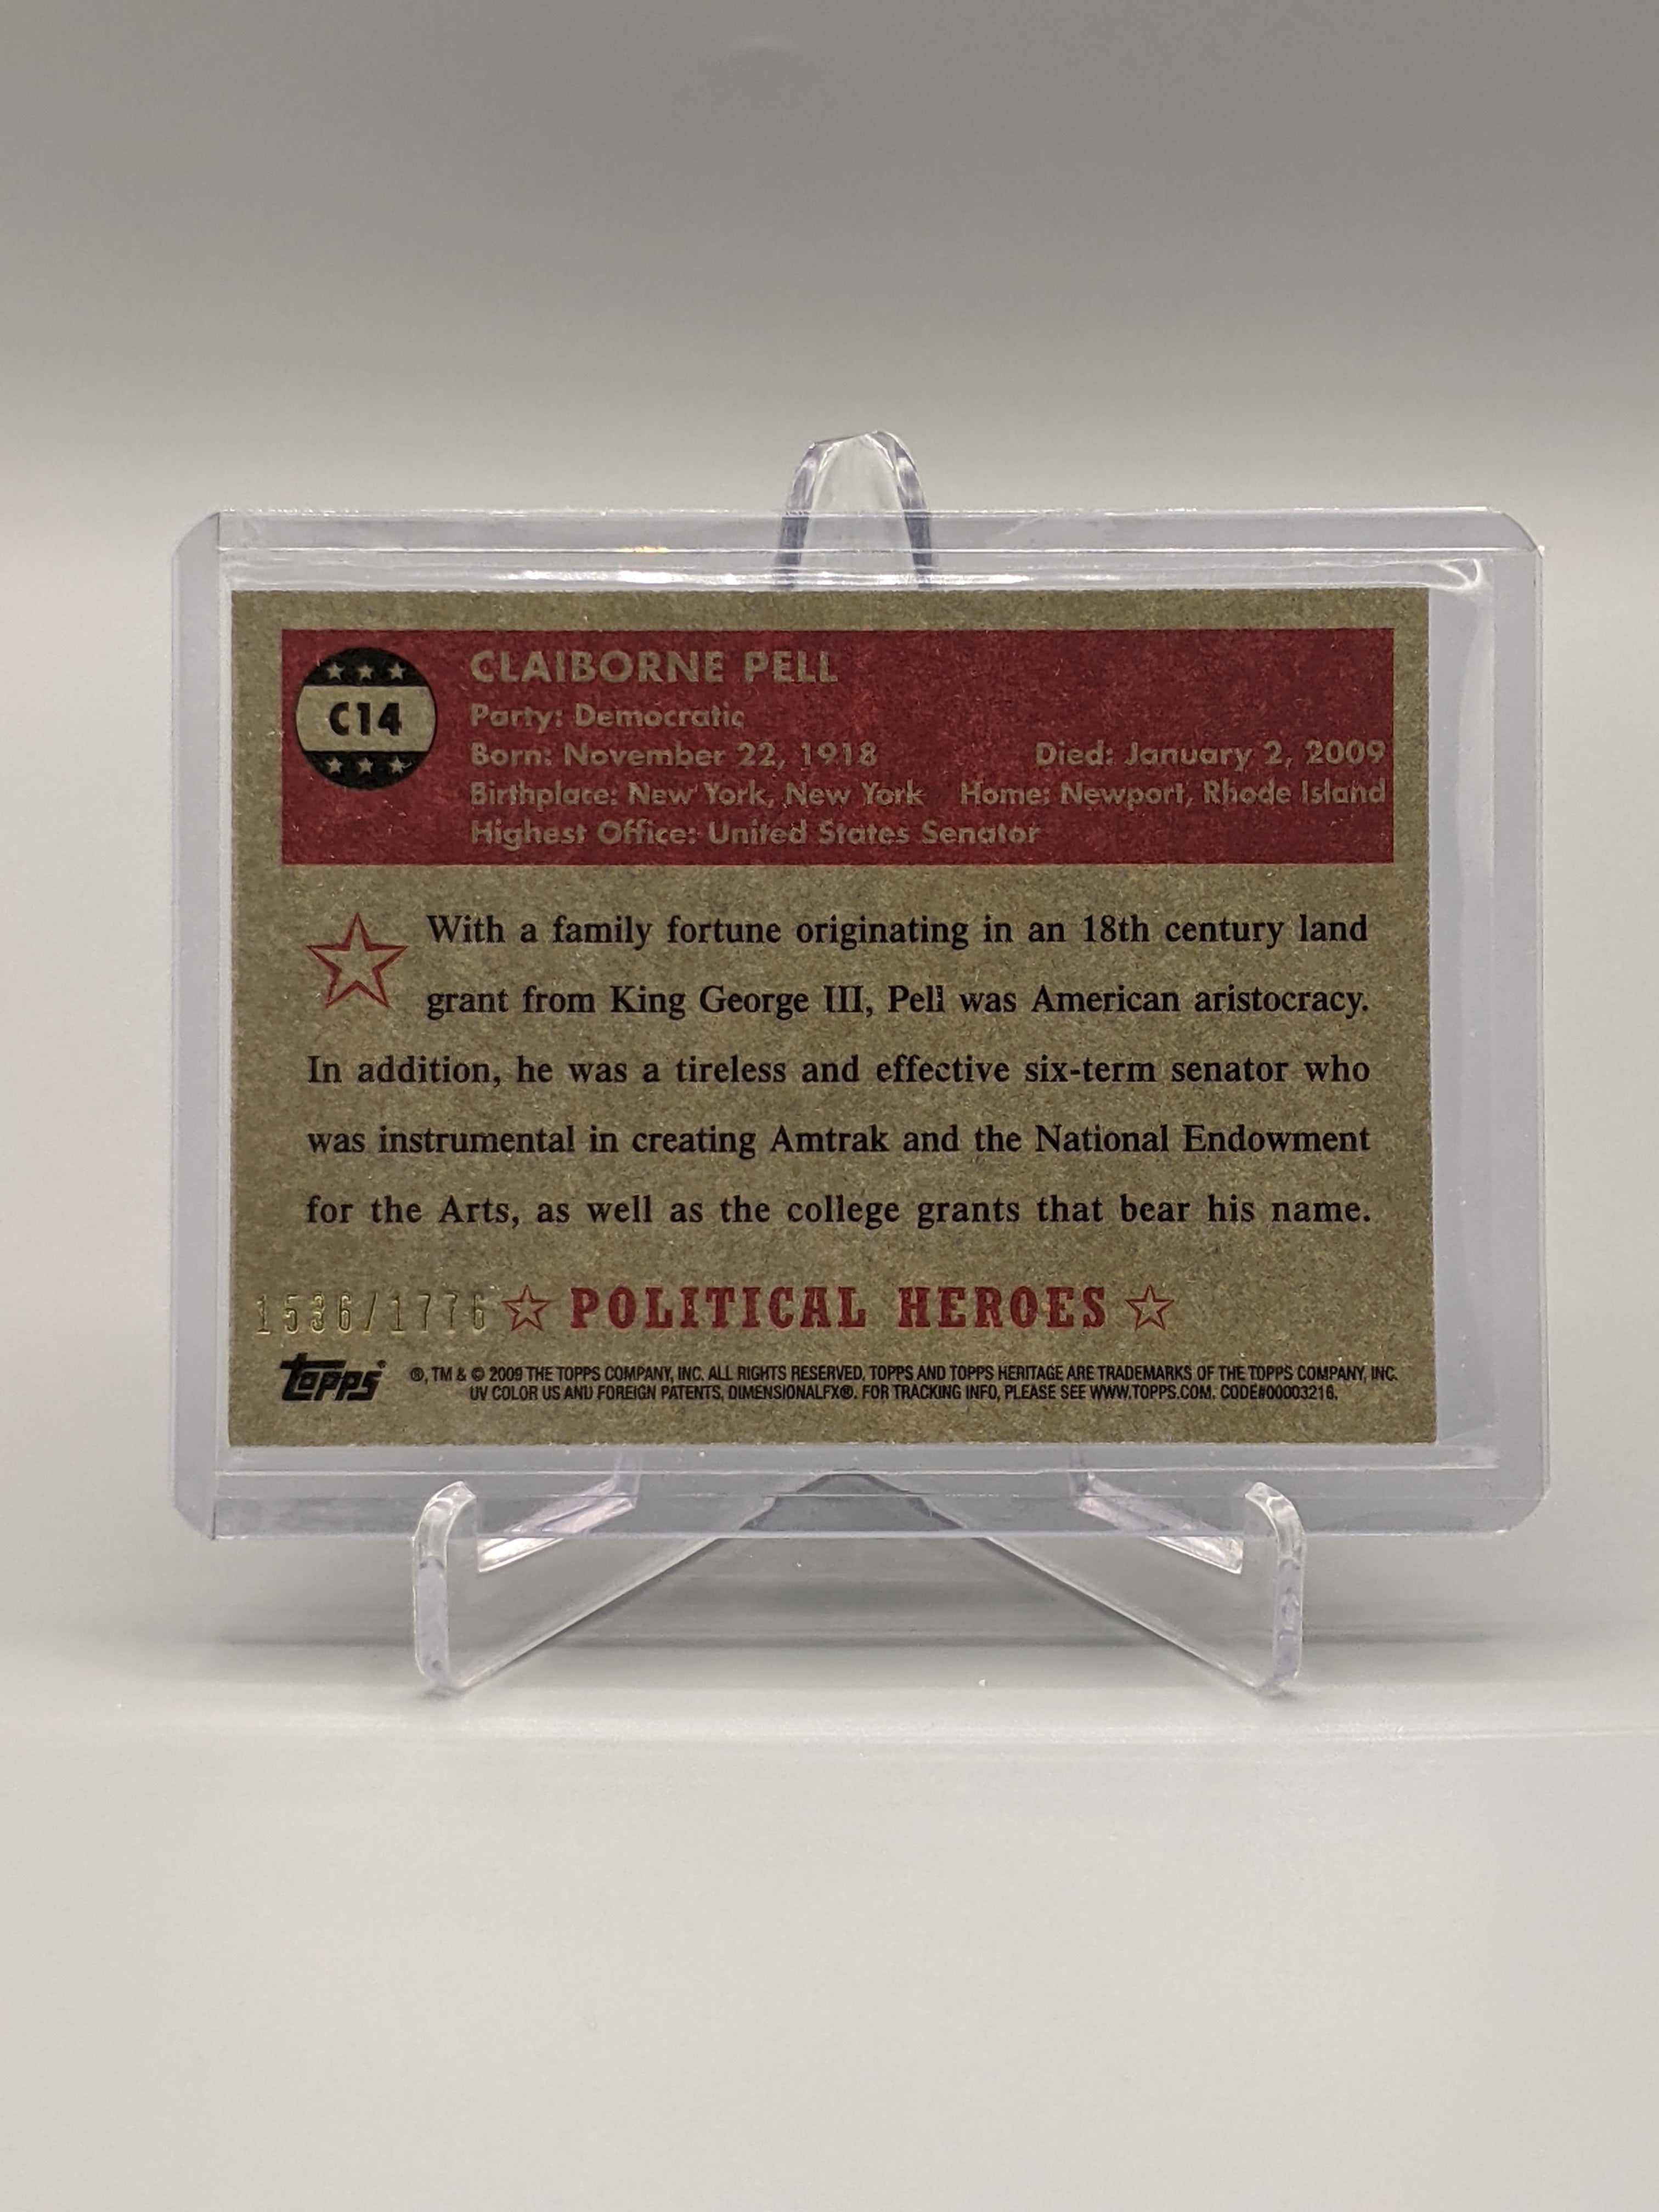 C14
CLAIBORNE PELL
Party: Democratic
Born: November 22, 1918 Died: January 2, 2009
Birthplace: New York, New York Home: Newport, Rhode Island
Highest Office: United States Senator
With a family fortune originating in an 18th century land
grant from King George III, Pell was American aristocracy.
In addition, he was a tireless and effective six-term senator who
was instrumental in creating Amtrak and the National Endowment
for the Arts, as well as the college grants that bear his name.
1536/1776 POLITICAL HEROES
topps ®, TM & © 2009 THE TOPPS COMPANY, INC. ALL RIGHTS RESERVED. TOPPS AND TOPPS HERITAGE ARE TRADEMARKS OF THE TOPPS COMPANY, INC.
UV COLOR US AND FOREIGN PATENTS, DIMENSIONALFX®. FOR TRACKING INFO, PLEASE SEE WWW.TOPPS.COM. CODE#00003216.